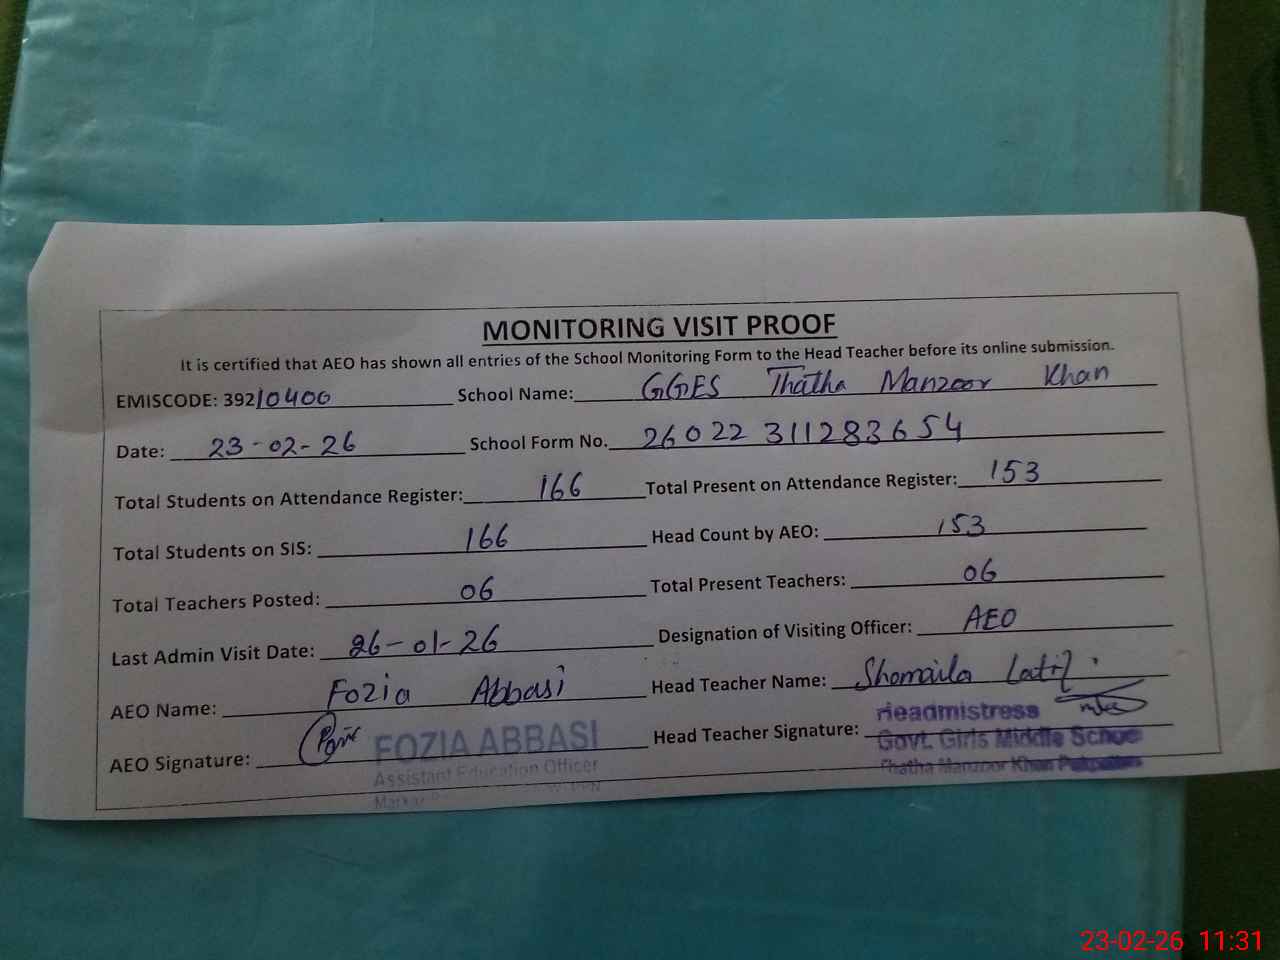 MONITORING VISIT PROOF
It is certified that AEO has shown all entries of the School Monitoring Form to the Head Teacher before its online submission.
EMISCODE: 39210400 School Name: GGES Thatha Manzoor Khan
Date: 23-02-26 School Form No. 26022311283654
Total Students on Attendance Register: 166 Total Present on Attendance Register: 153
Total Students on SIS: 166 Head Count by AEO: 153
Total Teachers Posted: 06 Total Present Teachers: 06
Last Admin Visit Date: 26-01-26 Designation of Visiting Officer: AEO
AEO Name: Fozia Abbasi Head Teacher Name: Shomaila Latif
AEO Signature: Head Teacher Signature:
FOZIA ABBASI
Assistant Education Officer
Headmistress
Govt. Girls Middle School
Thatha Manzoor Khan Pakpattan
23-02-26 11:31